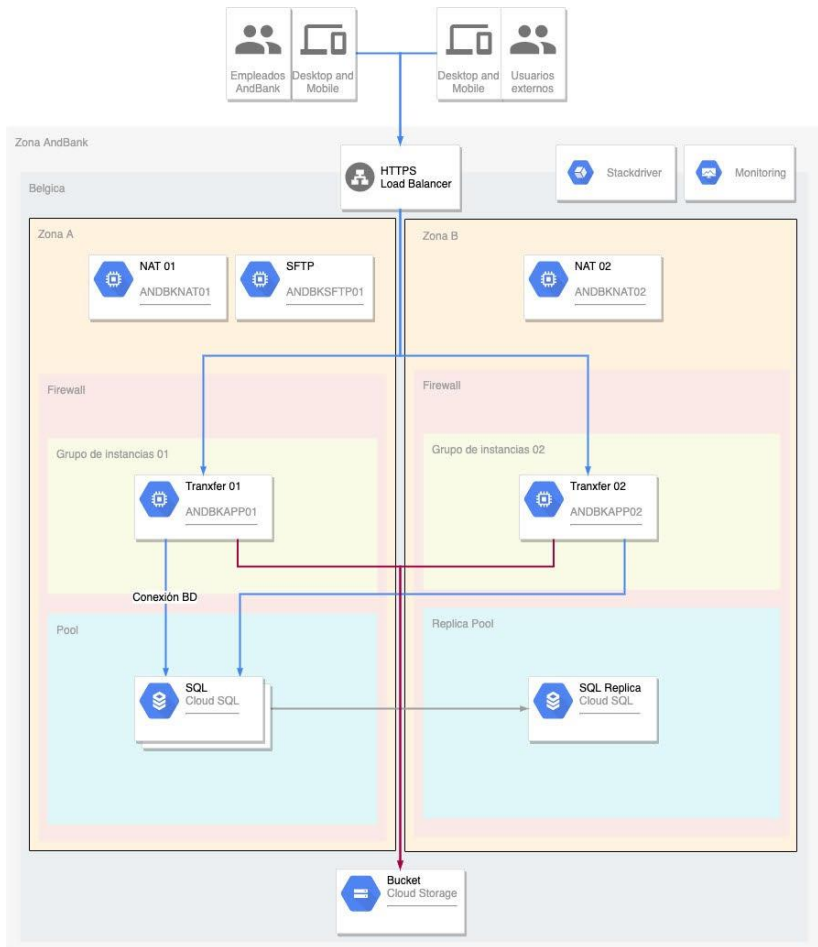 Empleados
AndBank
Desktop and
Mobile
Desktop and
Mobile
Usuarios
externos
Zona AndBank
HTTPS
Load Balancer
Stackdriver
Monitoring
Belgica
Zona A
Zona B
NAT 01
ANDBKNAT01
SFTP
ANDBKSFTP01
NAT 02
ANDBKNAT02
Firewall
Firewall
Grupo de instancias 01
Grupo de instancias 02
Tranxfer 01
ANDBKAPP01
Tranxfer 02
ANDBKAPP02
Conexión BD
Pool
Replica Pool
SQL
Cloud SQL
SQL Replica
Cloud SQL
Bucket
Cloud Storage